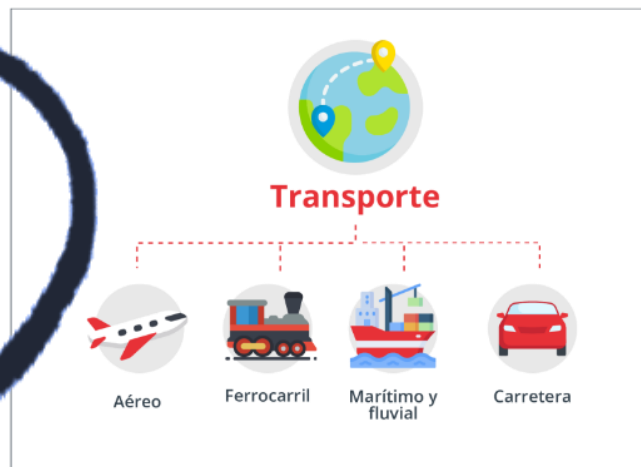 Transporte
Aéreo
Ferrocarril
Marítimo y
fluvial
Carretera